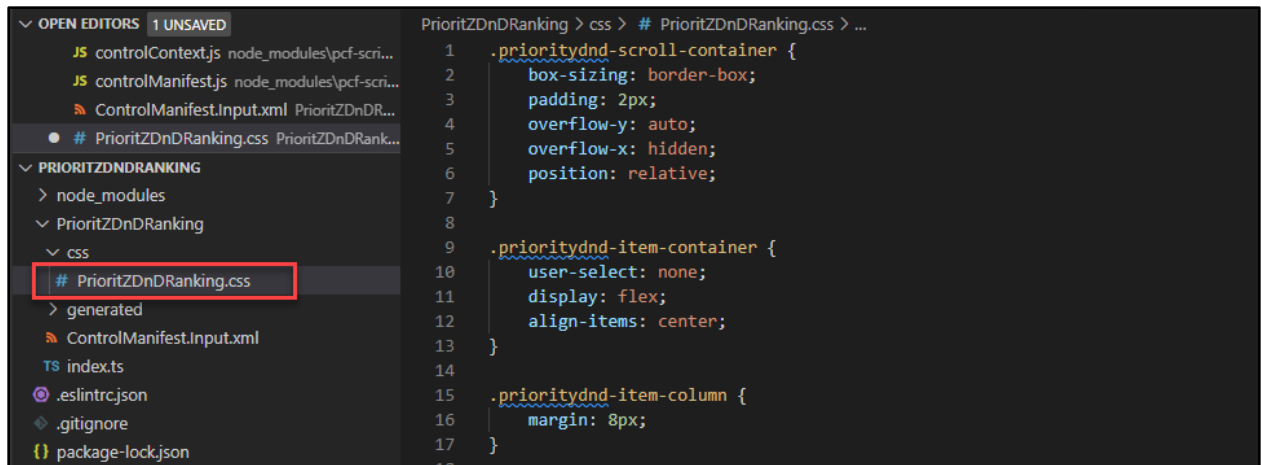 OPEN EDITORS 1 UNSAVED
JS controlContext.js node_modules\pcf-scri...
JS controlManifest.js node_modules\pcf-scri...
ControlManifest.Input.xml PrioritZDnDR...
# PrioritZDnDRanking.css PrioritZDnDRank...
PRIORITZDNDRANKING
node_modules
PrioritZDnDRanking
css
# PrioritZDnDRanking.css
generated
ControlManifest.Input.xml
TS index.ts
.eslintrc.json
.gitignore
{} package-lock.json
PrioritZDnDRanking > css > # PrioritZDnDRanking.css > ...
1 .prioritydnd-scroll-container {
2 box-sizing: border-box;
3 padding: 2px;
4 overflow-y: auto;
5 overflow-x: hidden;
6 position: relative;
7 }
8
9 .prioritydnd-item-container {
10 user-select: none;
11 display: flex;
12 align-items: center;
13 }
14
15 .prioritydnd-item-column {
16 margin: 8px;
17 }